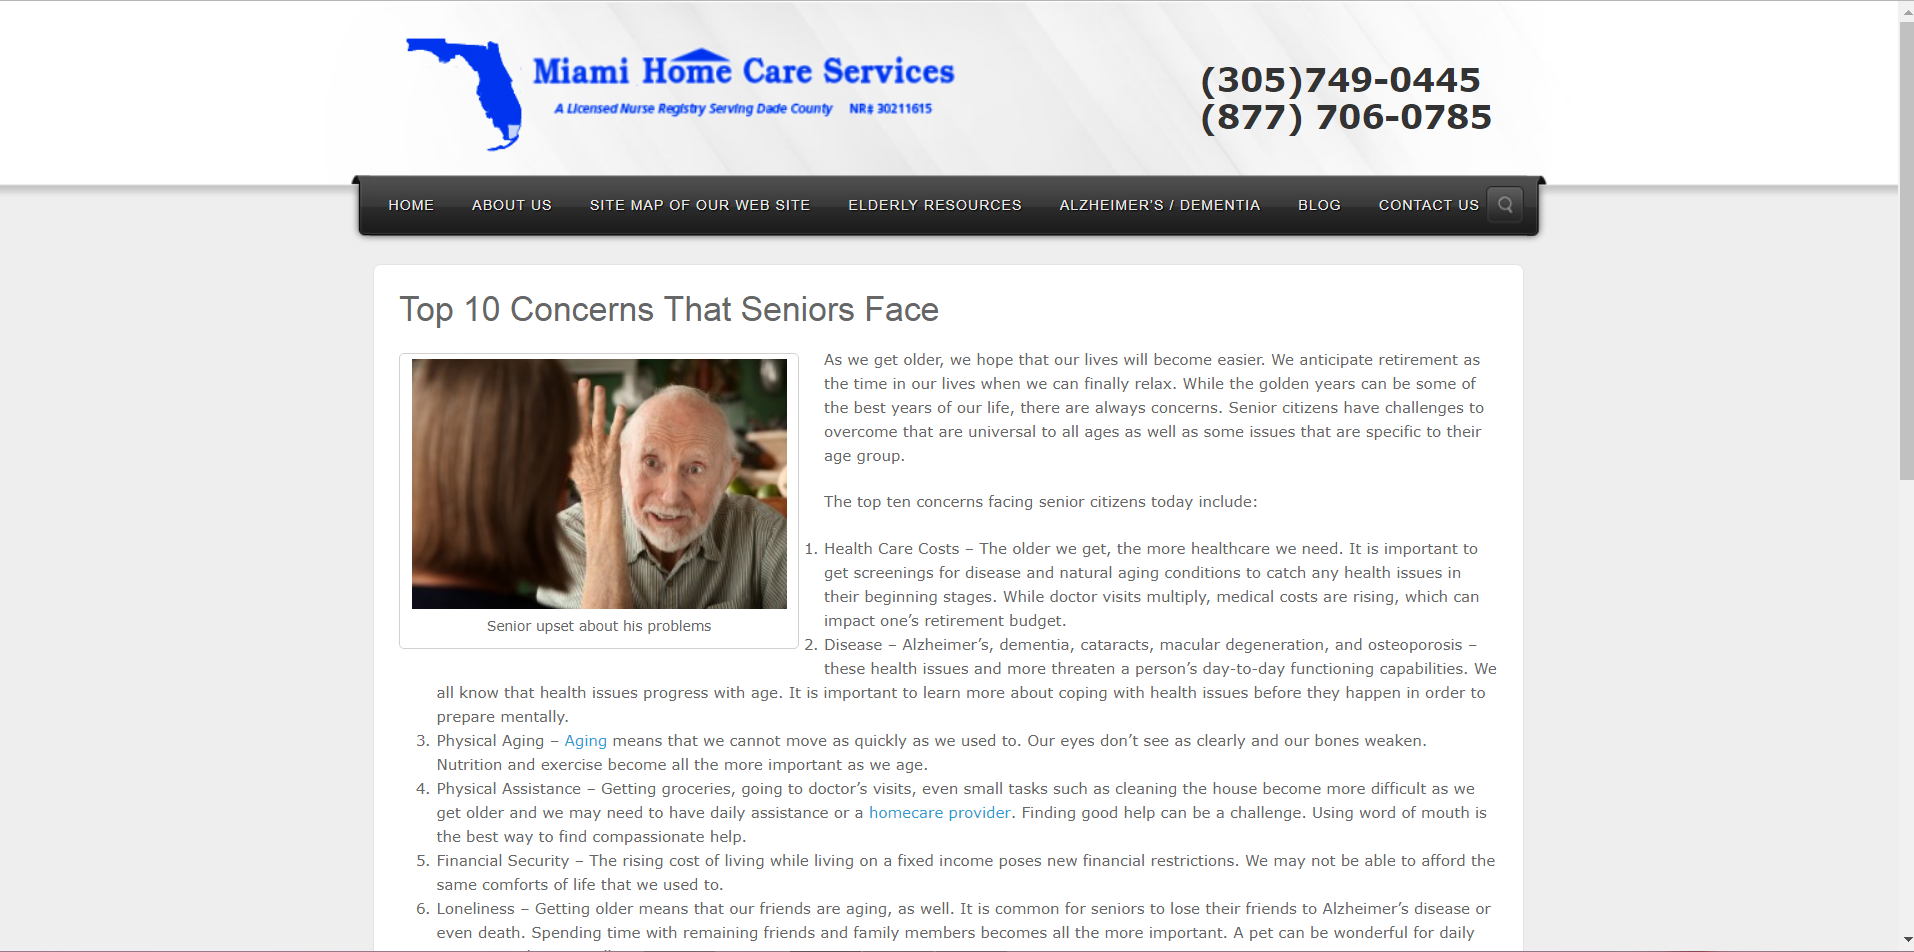 Miami Home Care Services
A Licensed Nurse Registry Serving Dade County NR# 30211615
(305)749-0445
(877) 706-0785
HOME ABOUT US SITE MAP OF OUR WEB SITE ELDERLY RESOURCES ALZHEIMER'S / DEMENTIA BLOG CONTACT US
Top 10 Concerns That Seniors Face
Senior upset about his problems
As we get older, we hope that our lives will become easier. We anticipate retirement as
the time in our lives when we can finally relax. While the golden years can be some of
the best years of our life, there are always concerns. Senior citizens have challenges to
overcome that are universal to all ages as well as some issues that are specific to their
age group.
The top ten concerns facing senior citizens today include:
1. Health Care Costs – The older we get, the more healthcare we need. It is important to
get screenings for disease and natural aging conditions to catch any health issues in
their beginning stages. While doctor visits multiply, medical costs are rising, which can
impact one’s retirement budget.
2. Disease – Alzheimer’s, dementia, cataracts, macular degeneration, and osteoporosis –
these health issues and more threaten a person’s day-to-day functioning capabilities. We
all know that health issues progress with age. It is important to learn more about coping with health issues before they happen in order to
prepare mentally.
3. Physical Aging – Aging means that we cannot move as quickly as we used to. Our eyes don’t see as clearly and our bones weaken.
Nutrition and exercise become all the more important as we age.
4. Physical Assistance – Getting groceries, going to doctor’s visits, even small tasks such as cleaning the house become more difficult as we
get older and we may need to have daily assistance or a homecare provider. Finding good help can be a challenge. Using word of mouth is
the best way to find compassionate help.
5. Financial Security – The rising cost of living while living on a fixed income poses new financial restrictions. We may not be able to afford the
same comforts of life that we used to.
6. Loneliness – Getting older means that our friends are aging, as well. It is common for seniors to lose their friends to Alzheimer’s disease or
even death. Spending time with remaining friends and family members becomes all the more important. A pet can be wonderful for daily